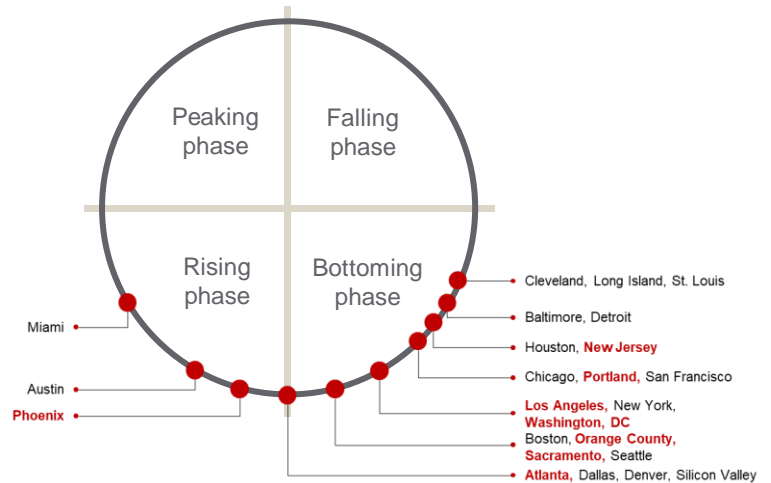 Peaking
phase
Falling
phase
Rising
phase
Bottoming
phase
Cleveland, Long Island, St. Louis
Baltimore, Detroit
Houston, New Jersey
Chicago, Portland, San Francisco
Los Angeles, New York,
Washington, DC
Boston, Orange County,
Sacramento, Seattle
Atlanta, Dallas, Denver, Silicon Valley
Miami
Austin
Phoenix